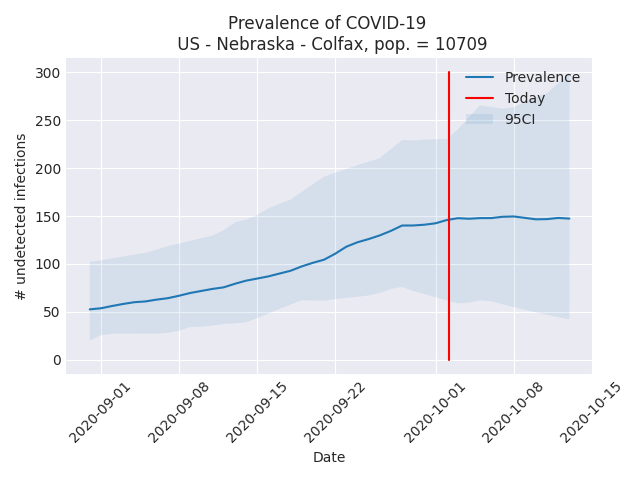 Prevalence of COVID-19
US - Nebraska - Colfax, pop. = 10709
Prevalence
Today
95CI
300
250
200
150
100
50
0
# undetected infections
2020-09-01
2020-09-08
2020-09-15
2020-09-22
2020-10-01
2020-10-08
2020-10-15
Date